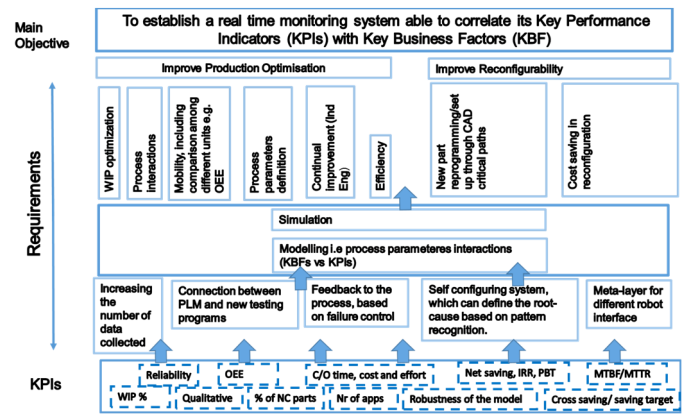 Main
Objective
To establish a real time monitoring system able to correlate its Key Performance
Indicators (KPIs) with Key Business Factors (KBF)
Improve Production Optimisation
Improve Reconfigurability
Requirements
WIP optimization
Process
interactions
Mobility, including
comparison among
different units e.g.
OEE
Process
parameters
definition
Continual
improvement (Ind
Eng)
Efficiency
New part
reprogramming/set
up through CAD
critical paths
Cost saving in
reconfiguration
Simulation
Modelling i.e process parameteres interactions
(KBFs vs KPIs)
Increasing
the
number of
data
collected
Connection between
PLM and new testing
programs
Feedback to the
process, based on
failure control
Self configuring system,
which can define the root-
cause based on pattern
recognition.
Meta-layer for
different robot
interface
KPIs
Reliability
OEE
C/O time, cost and effort
Net saving, IRR, PBT
MTBF/MTTR
WIP %
Qualitative
% of NC parts
Nr of apps
Robustness of the model
Cross saving/ saving target